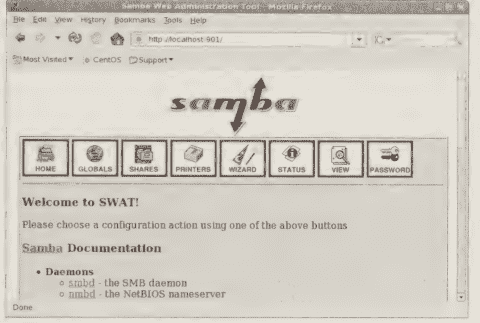 Samba Web Administration Tool - Mozilla Firefox
File Edit View History Bookmarks Tools Help
http://localhost:901/
Most Visited CentOS Support
samba
HOME GLOBALS SHARES PRINTERS WIZARD STATUS VIEW PASSWORD
Welcome to SWAT!
Please choose a configuration action using one of the above buttons
Samba Documentation
• Daemons
◦ smbd - the SMB daemon
◦ nmbd - the NetBIOS nameserver
Done